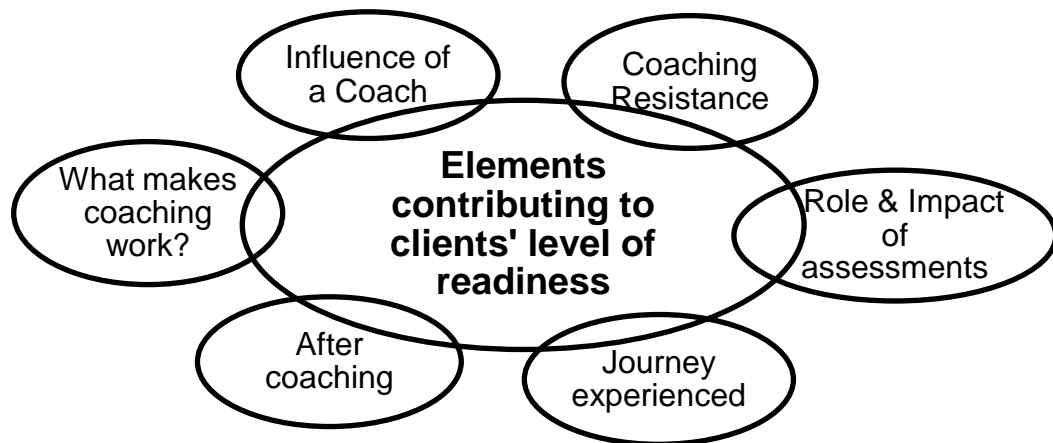 Influence of
a Coach
Coaching
Resistance
What makes
coaching
work?
Elements
contributing to
clients' level of
readiness
Role & Impact
of
assessments
After
coaching
Journey
experienced